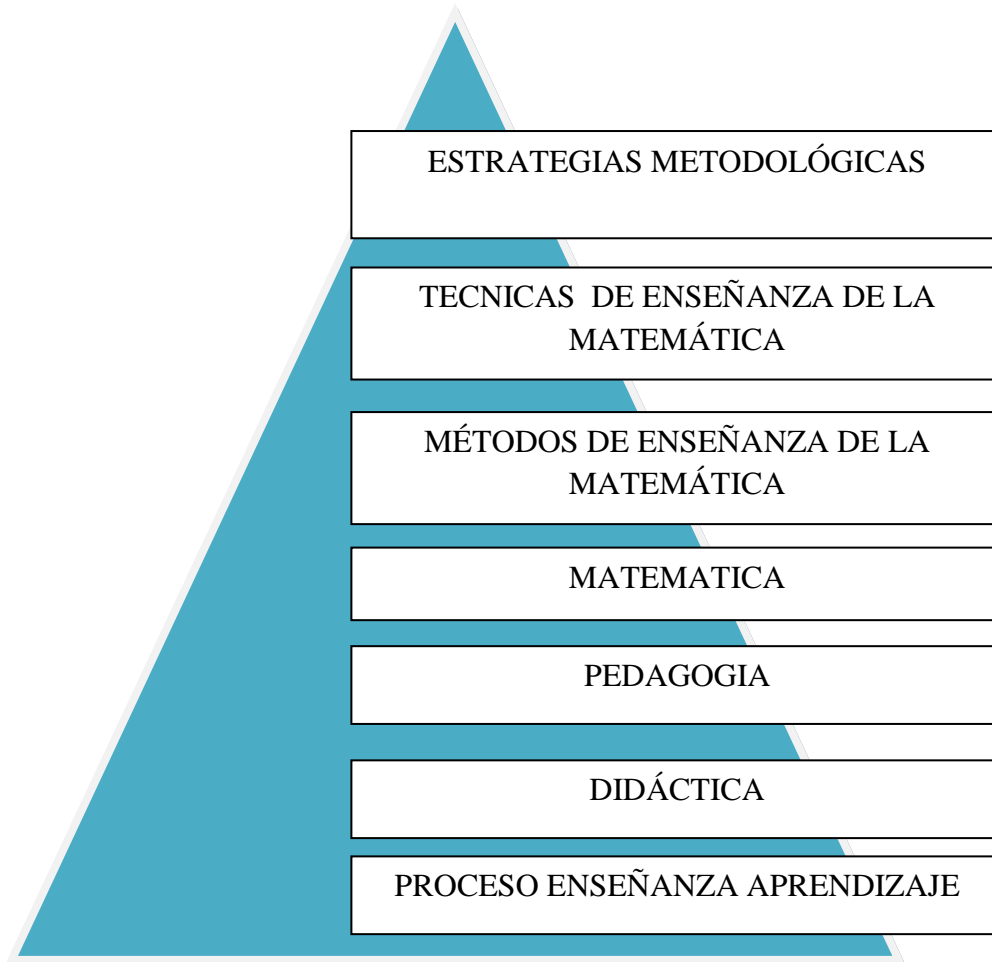 ESTRATEGIAS METODOLÓGICAS
TECNICAS DE ENSEÑANZA DE LA
MATEMÁTICA
MÉTODOS DE ENSEÑANZA DE LA
MATEMÁTICA
MATEMATICA
PEDAGOGIA
DIDÁCTICA
PROCESO ENSEÑANZA APRENDIZAJE